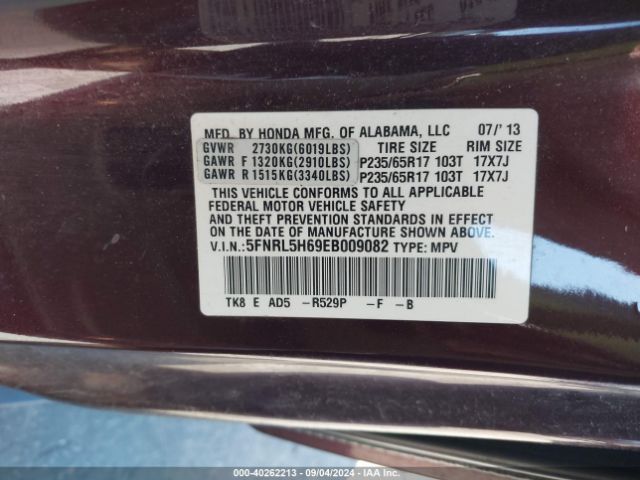 MFD. BY HONDA MFG. OF ALABAMA, LLC 07/'13
GVWR 2730KG(6019LBS) TIRE SIZE RIM SIZE
GAWR F 1320KG(2910LBS) P235/65R17 103T 17X7J
GAWR R 1515KG(3340LBS) P235/65R17 103T 17X7J
THIS VEHICLE CONFORMS TO ALL APPLICABLE
FEDERAL MOTOR VEHICLE SAFETY
AND THEFT PREVENTION STANDARDS IN EFFECT
ON THE DATE OF MANUFACTURE SHOWN ABOVE.
V.I.N.: 5FNRL5H69EB009082 TYPE: MPV
TK8 E AD5 -R529P -F -B
000-40262213 - 09/04/2024 - IAA Inc.